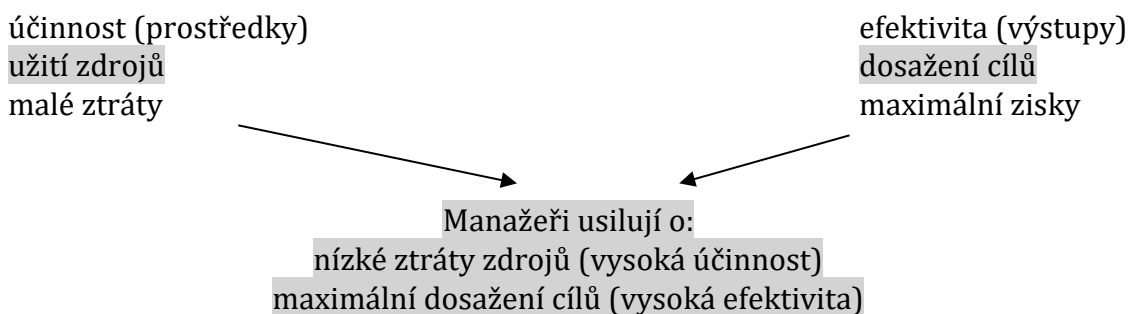 účinnost (prostředky)
užití zdrojů
malé ztráty
efektivita (výstupy)
dosažení cílů
maximální zisky
Manažeři usilují o:
nízké ztráty zdrojů (vysoká účinnost)
maximální dosažení cílů (vysoká efektivita)